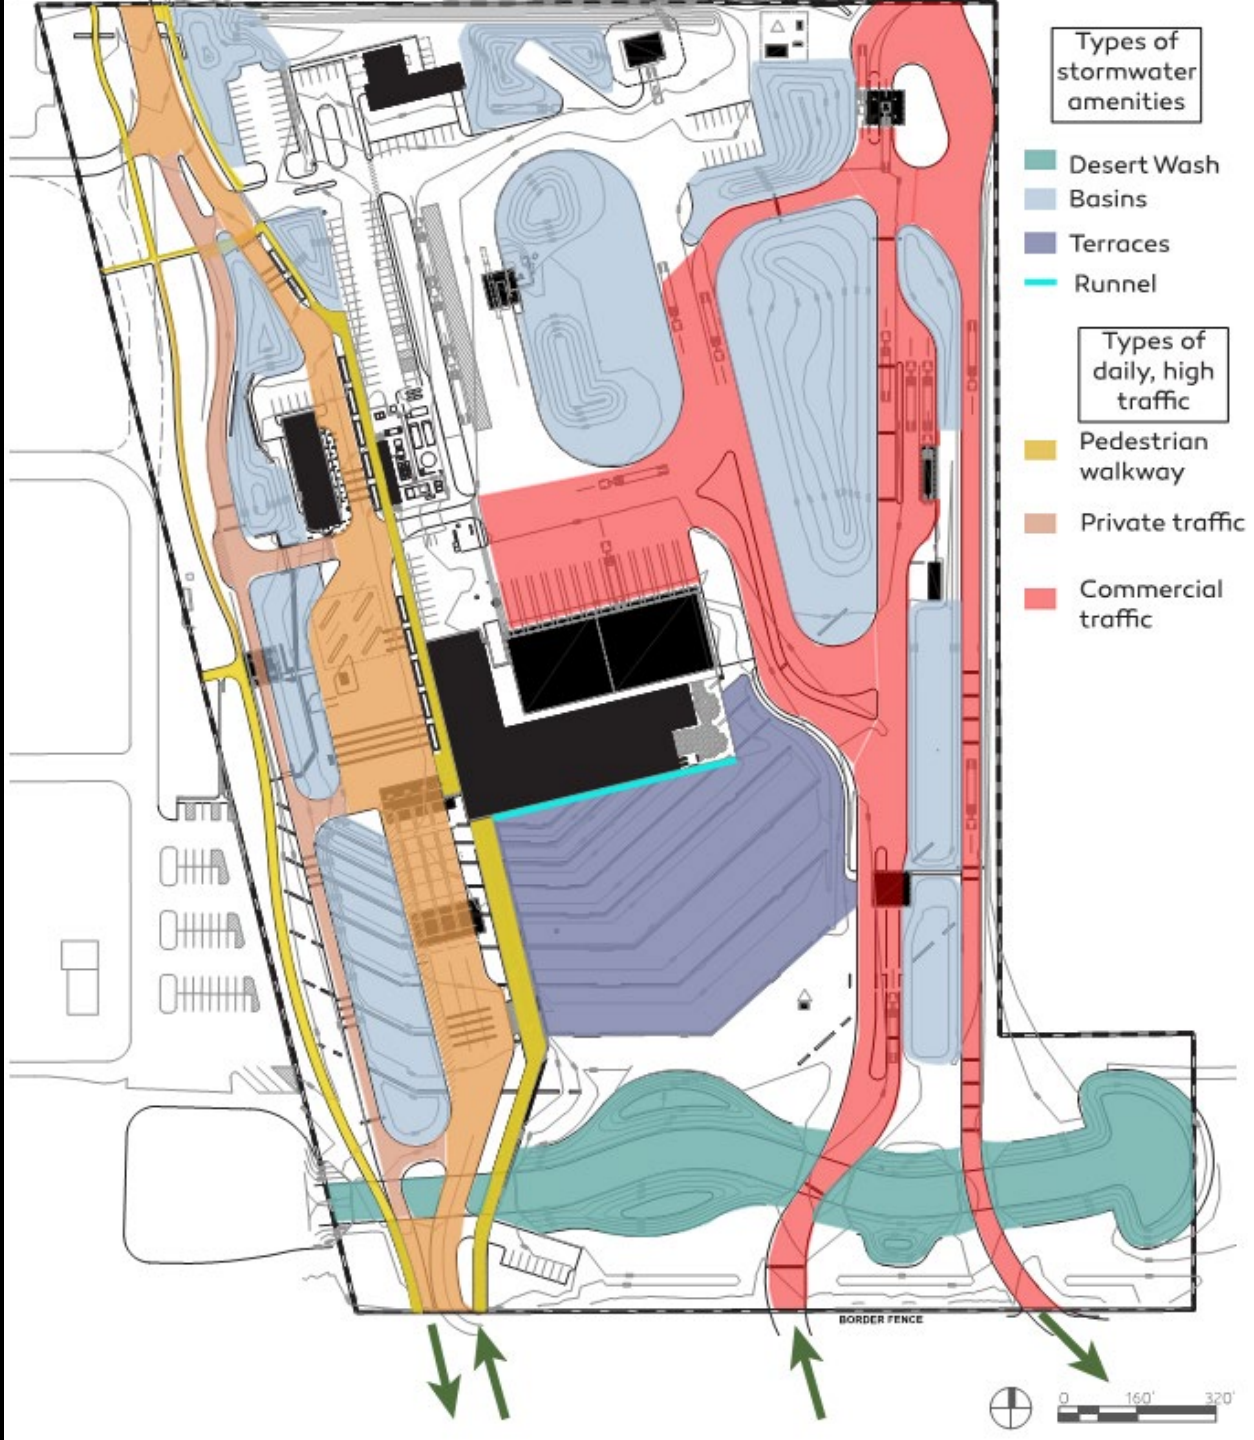 Types of
stormwater
amenities
Desert Wash
Basins
Terraces
Runnel
Types of
daily, high
traffic
Pedestrian
walkway
Private traffic
Commercial
traffic
BORDER FENCE
0 160' 320'